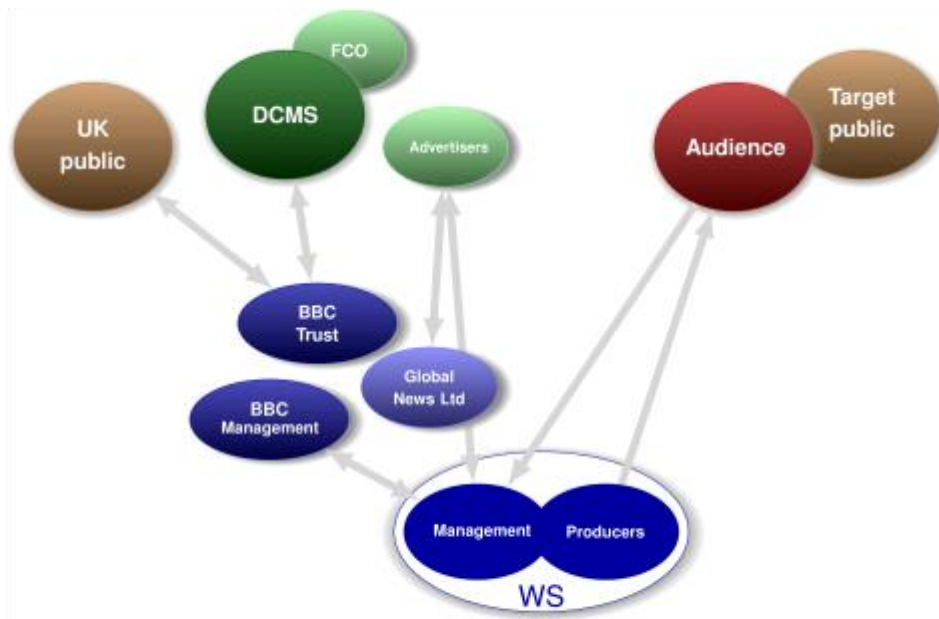 FCO
DCMS
UK
public
Advertisers
Audience
Target
public
BBC
Trust
Global
News Ltd
BBC
Management
Management
Producers
WS